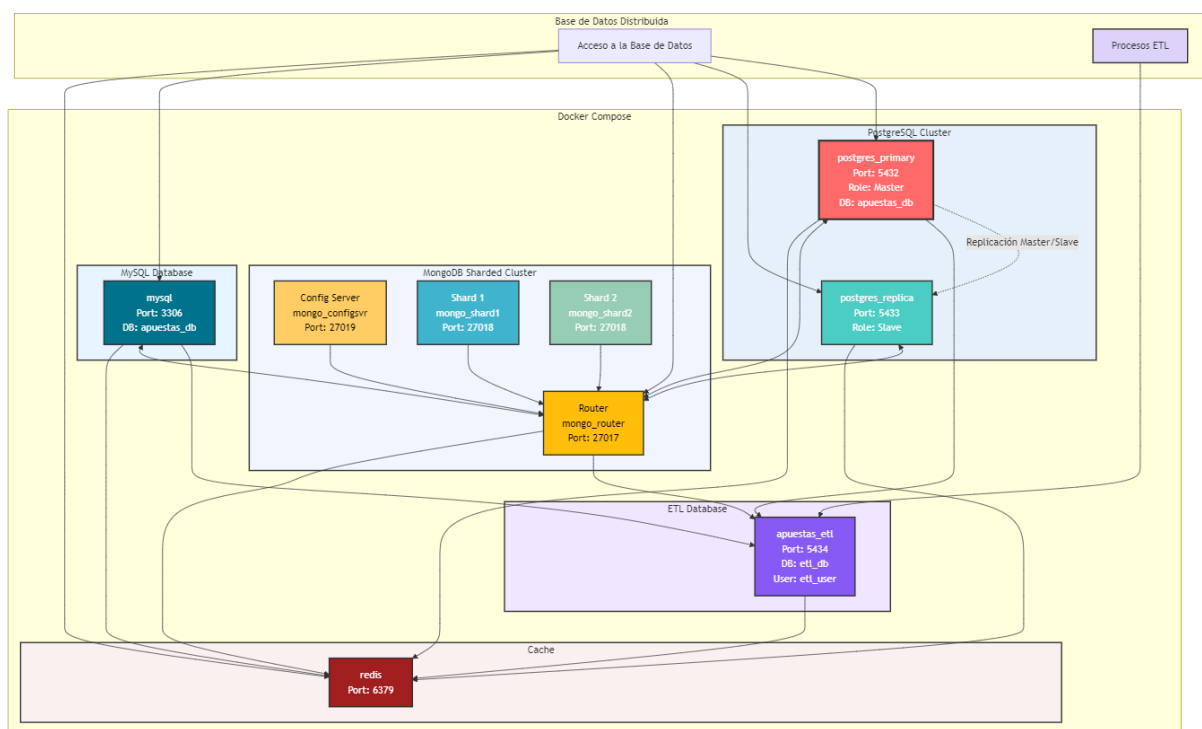 Base de Datos Distribuida
Acceso a la Base de Datos
Procesos ETL
Docker Compose
PostgreSQL Cluster
postgres_primary
Port: 5432
Role: Master
DB: apuestas_db
Replicación Master/Slave
postgres_replica
Port: 5433
Role: Slave
MySQL Database
mysql
Port: 3306
DB: apuestas_db
MongoDB Sharded Cluster
Config Server
mongo_configsvr
Port: 27019
Shard 1
mongo_shard1
Port: 27018
Shard 2
mongo_shard2
Port: 27018
Router
mongo_router
Port: 27017
ETL Database
apuestas_etl
Port: 5434
DB: etl_db
User: etl_user
Cache
redis
Port: 6379